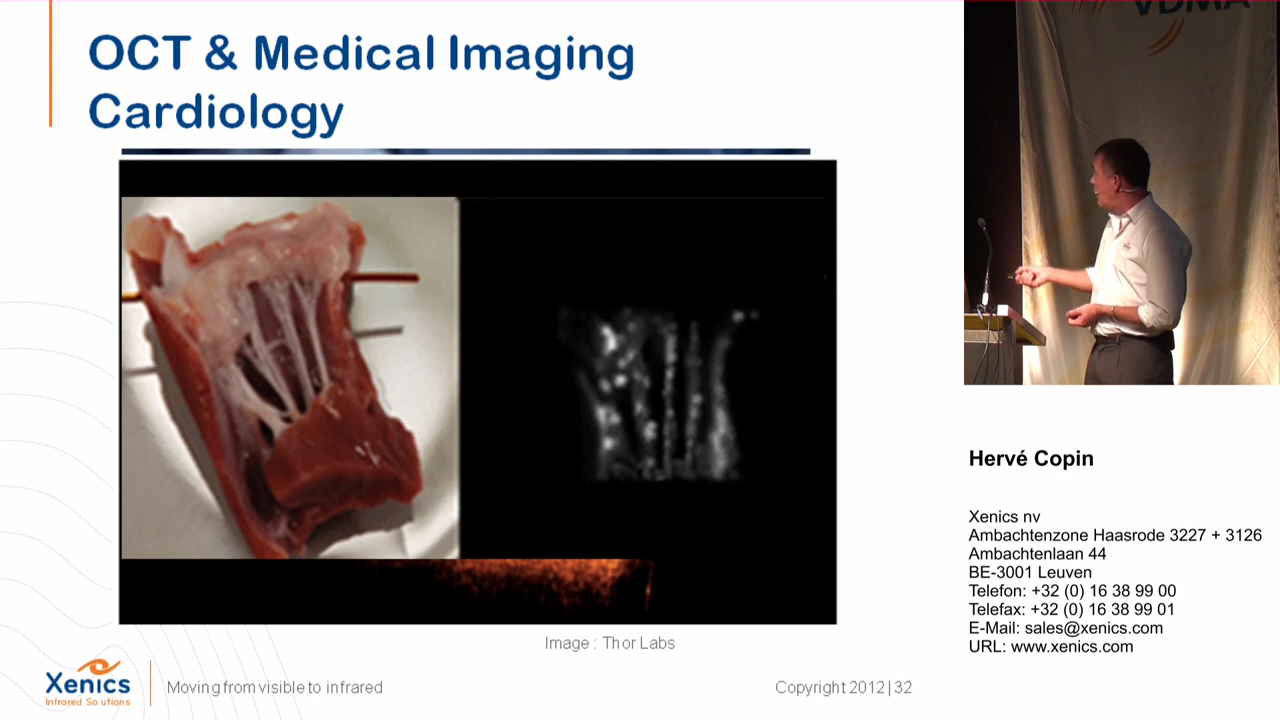 OCT & Medical Imaging
Cardiology
Image : Thor Labs
Xenics
Infrared Solutions
Moving from visible to infrared
Copyright 2012|32
VDMA
Hervé Copin
Xenics nv
Ambachtenzone Haasrode 3227 + 3126
Ambachtenlaan 44
BE-3001 Leuven
Telefon: +32 (0) 16 38 99 00
Telefax: +32 (0) 16 38 99 01
E-Mail: sales@xenics.com
URL: www.xenics.com